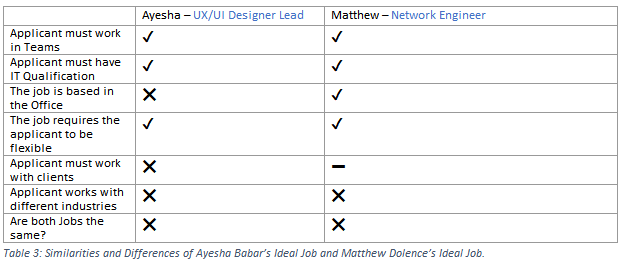 Ayesha – UX/UI Designer Lead Matthew – Network Engineer
Applicant must work ✓ ✓
in Teams
Applicant must have ✓ ✓
IT Qualification
The job is based in ✕ ✓
the Office
The job requires the ✓ ✓
applicant to be
flexible
Applicant must work ✕ –
with clients
Applicant works with ✕ ✕
different industries
Are both Jobs the ✕ ✕
same?
Table 3: Similarities and Differences of Ayesha Babar's Ideal Job and Matthew Dolence's Ideal Job.